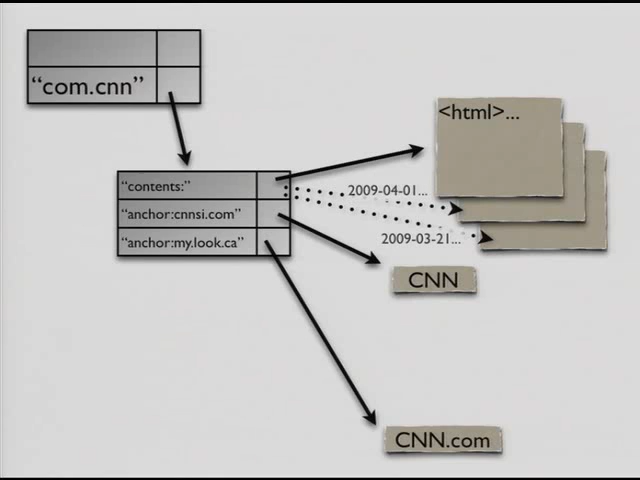 “com.cnn”
<html>...
“contents:”
2009-04-01...
“anchor:cnnsi.com”
“anchor:my.look.ca”
2009-03-21...
CNN
CNN.com